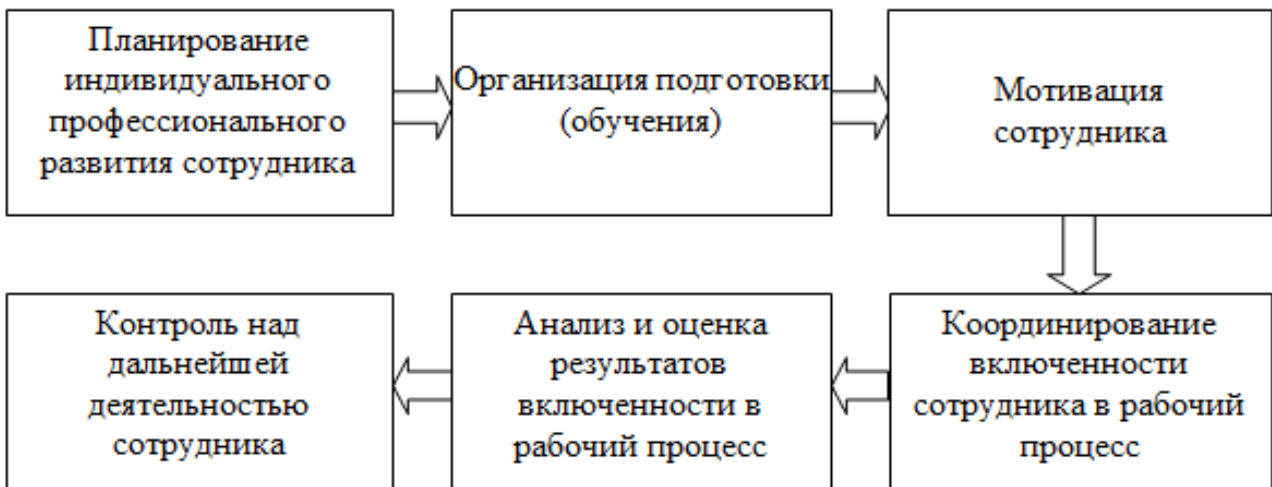 Планирование
индивидуального
профессионального
развития сотрудника
Организация подготовки
(обучения)
Мотивация
сотрудника
Координирование
включенности
сотрудника в рабочий
процесс
Анализ и оценка
результатов
включенности в
рабочий процесс
Контроль над
дальнейшей
деятельностью
сотрудника